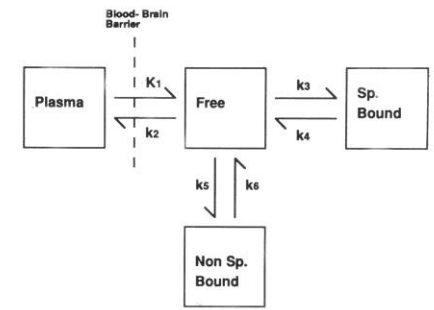 Blood- Brain
Barrier
Plasma
K1
k2
Free
k3
k4
Sp.
Bound
k5
k6
Non Sp.
Bound